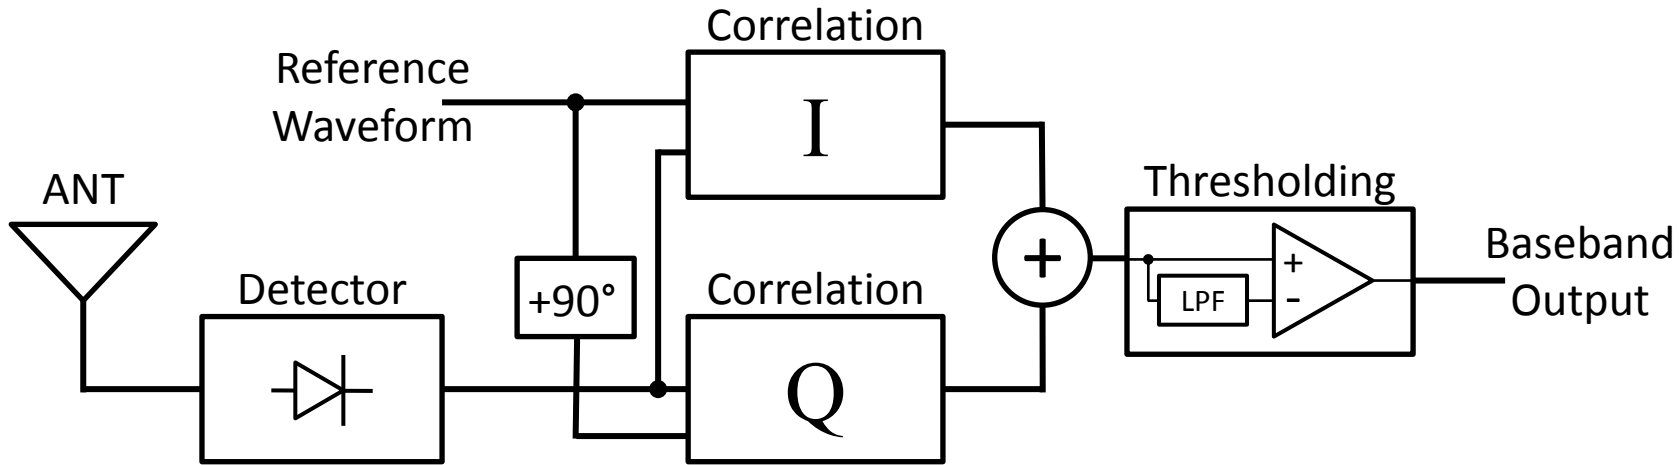 Correlation
Reference
Waveform
I
ANT
Thresholding
Detector
+90°
Correlation
+
+
LPF
-
Baseband
Output
Q